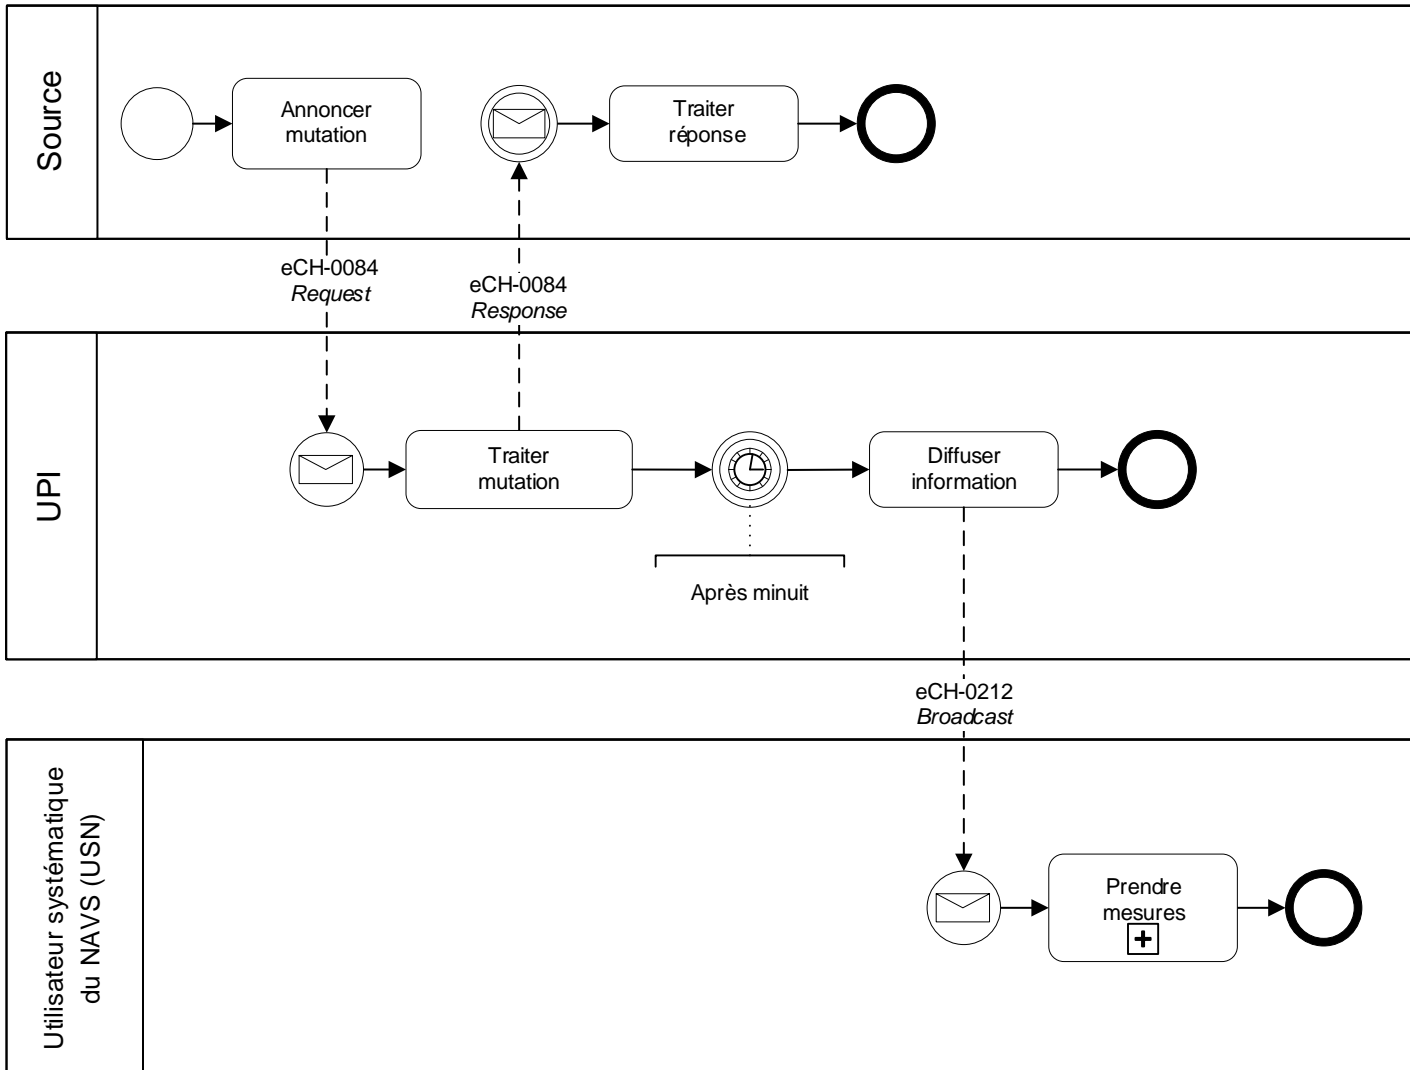 Source
Annoncer
mutation
Traiter
réponse
eCH-0084
Request
eCH-0084
Response
UPI
Traiter
mutation
Diffuser
information
Après minuit
eCH-0212
Broadcast
Utilisateur systématique
du NAVS (USN)
Prendre
mesures